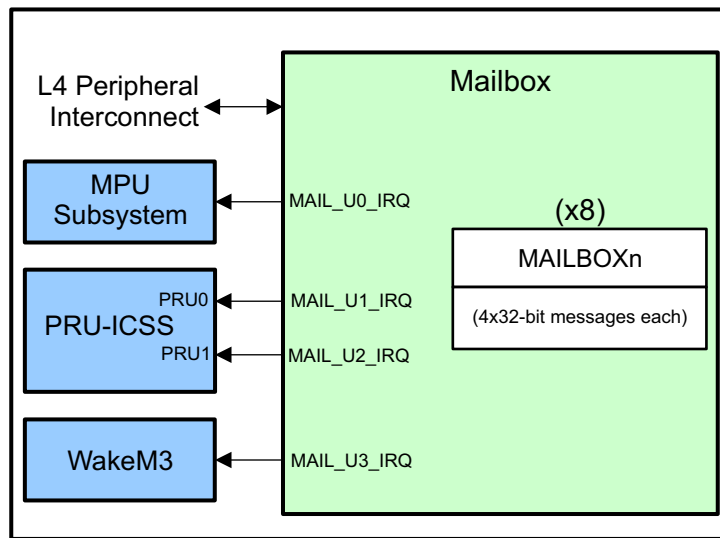 Mailbox
L4 Peripheral
Interconnect
MPU
Subsystem
MAIL_U0_IRQ
(x8)
MAILBOXn
(4x32-bit messages each)
PRU0
MAIL_U1_IRQ
PRU-ICSS
PRU1
MAIL_U2_IRQ
WakeM3
MAIL_U3_IRQ